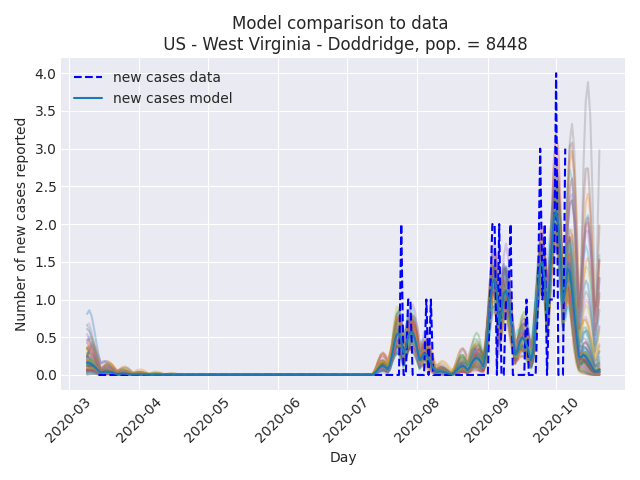 Model comparison to data
US - West Virginia - Doddridge, pop. = 8448
new cases data
new cases model
Number of new cases reported
4.0
3.5
3.0
2.5
2.0
1.5
1.0
0.5
0.0
2020-03
2020-04
2020-05
2020-06
2020-07
2020-08
2020-09
2020-10
Day